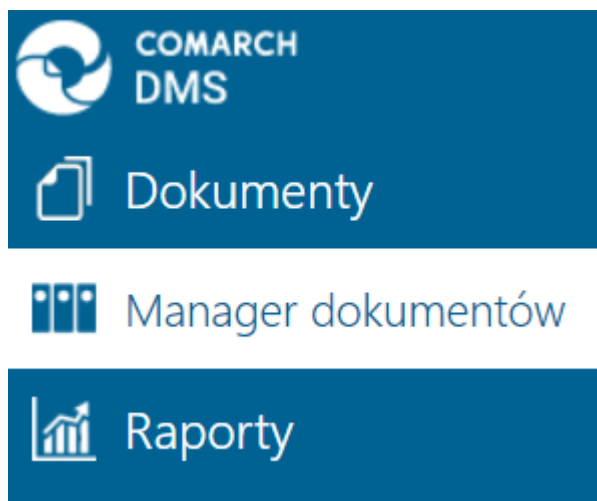 COMARCH
DMS
Dokumenty
Manager dokumentów
Raporty